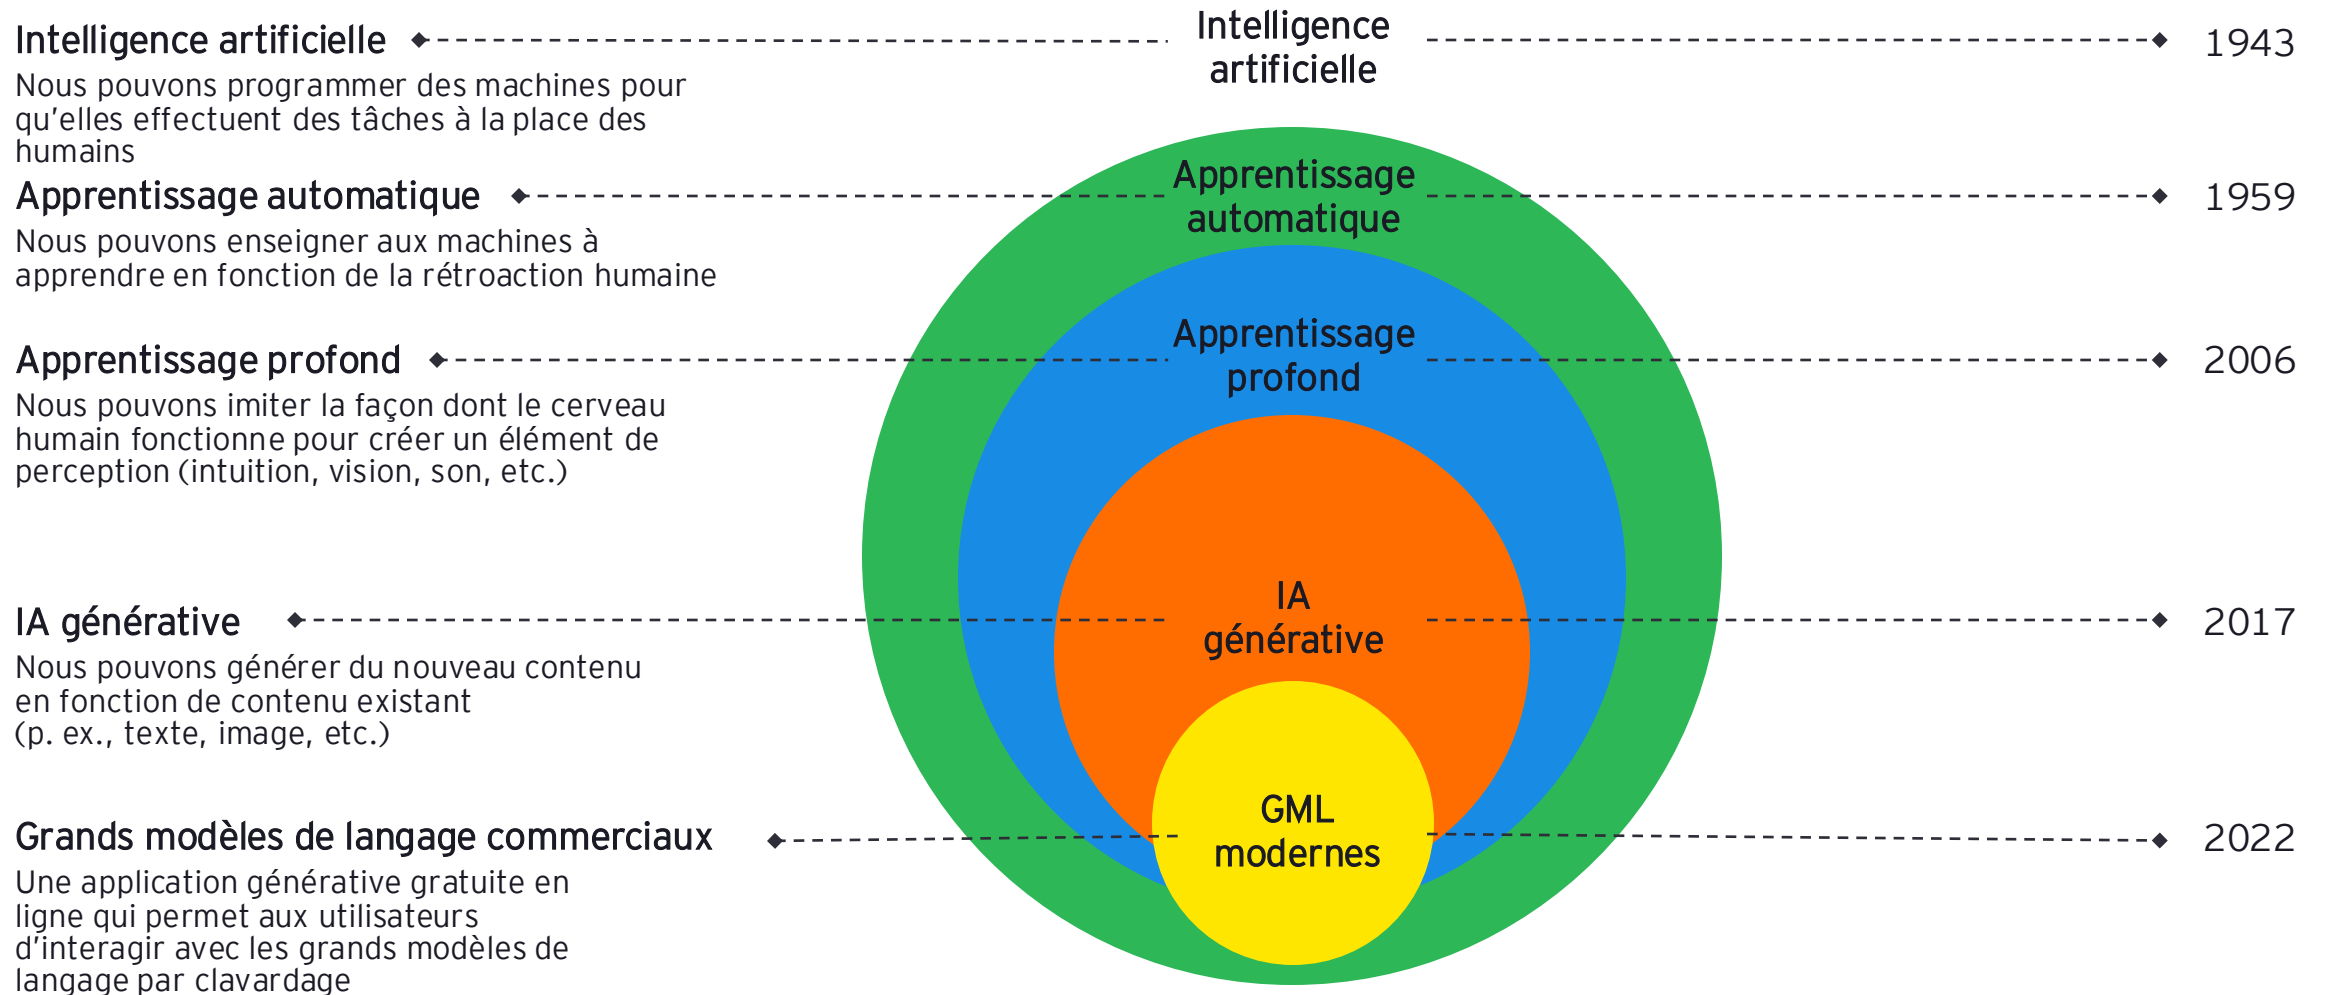 Intelligence artificielle
Nous pouvons programmer des machines pour
qu’elles effectuent des tâches à la place des
humains
Apprentissage automatique
Nous pouvons enseigner aux machines à
apprendre en fonction de la rétroaction humaine
Apprentissage profond
Nous pouvons imiter la façon dont le cerveau
humain fonctionne pour créer un élément de
perception (intuition, vision, son, etc.)
IA générative
Nous pouvons générer du nouveau contenu
en fonction de contenu existant
(p. ex., texte, image, etc.)
Grands modèles de langage commerciaux
Une application générative gratuite en
ligne qui permet aux utilisateurs
d’interagir avec les grands modèles de
langage par clavardage
Intelligence
artificielle
Apprentissage
automatique
Apprentissage
profond
IA
générative
GML
modernes
1943
1959
2006
2017
2022